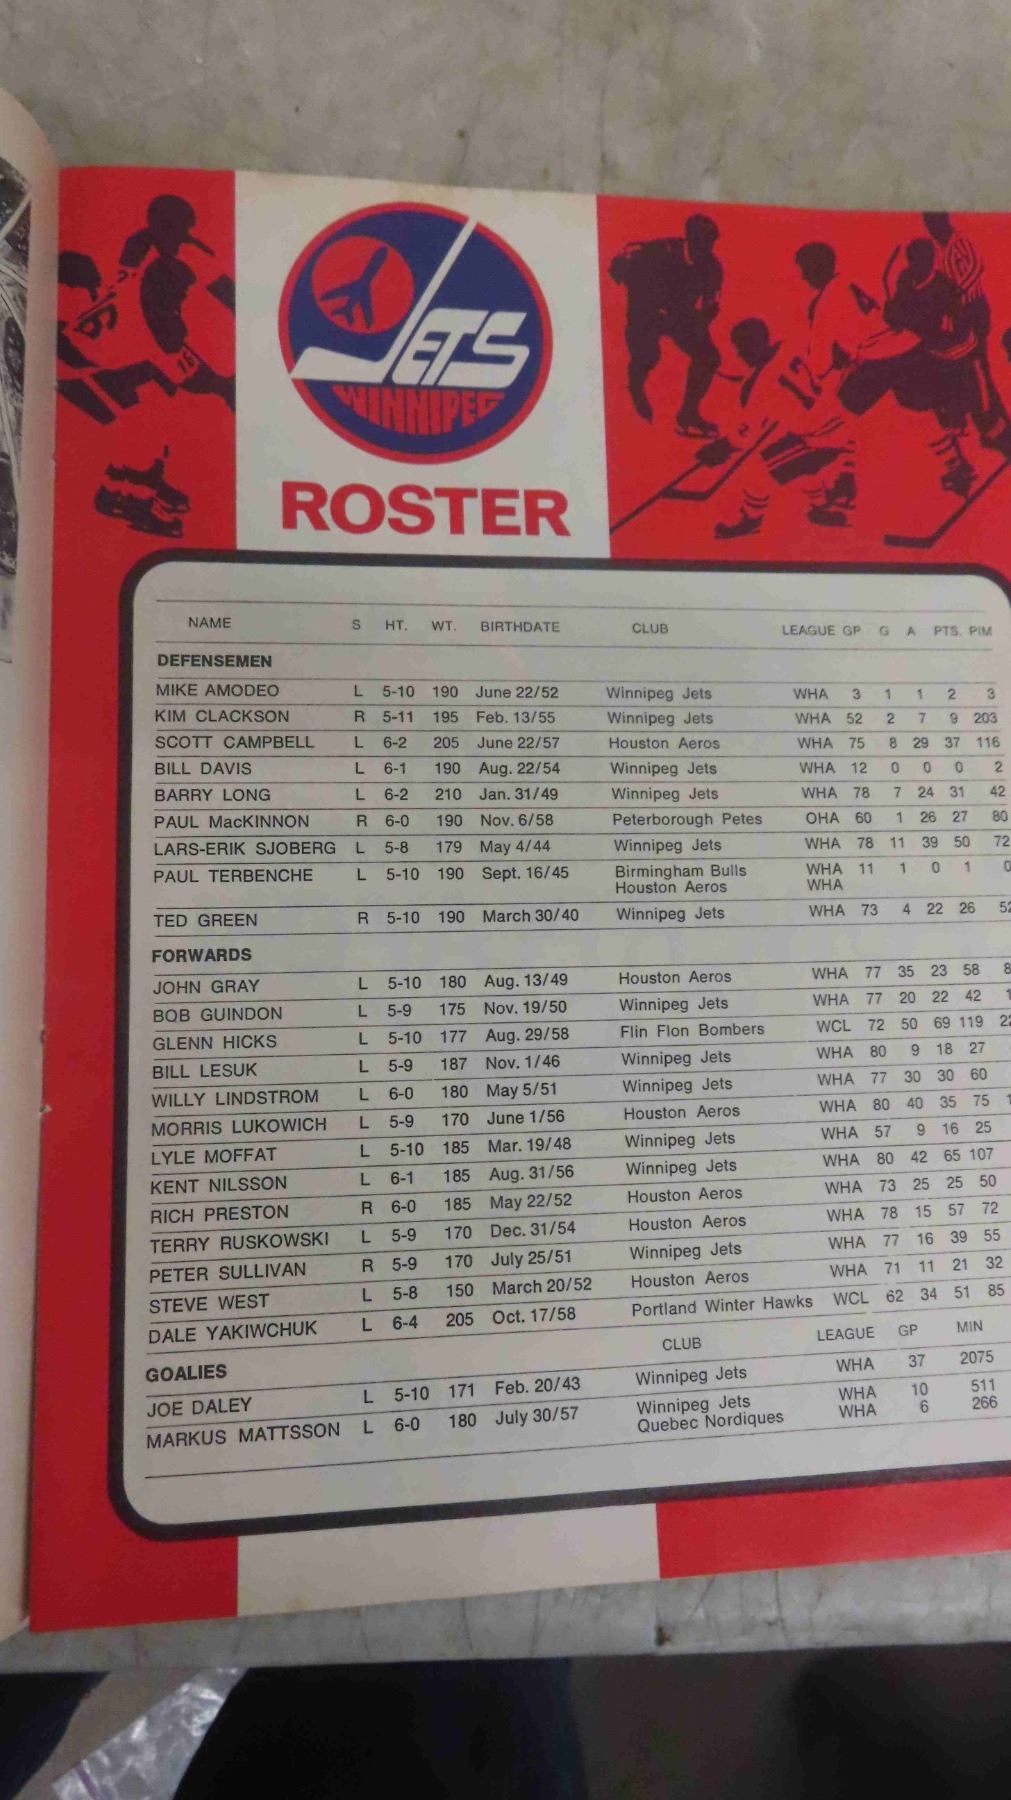 JETS
WINNIPEG
ROSTER
NAME S HT. WT. BIRTHDATE CLUB LEAGUE GP G A PTS. PIM
DEFENSEMEN
MIKE AMODEO L 5-10 190 June 22/52 Winnipeg Jets WHA 3 1 1 2 3
KIM CLACKSON R 5-11 195 Feb. 13/55 Winnipeg Jets WHA 52 2 7 9 203
SCOTT CAMPBELL L 6-2 205 June 22/57 Houston Aeros WHA 75 8 29 37 116
BILL DAVIS L 6-1 190 Aug. 22/54 Winnipeg Jets WHA 12 0 0 0 2
BARRY LONG L 6-2 210 Jan. 31/49 Winnipeg Jets WHA 78 7 24 31 42
PAUL MacKINNON R 6-0 190 Nov. 6/58 Peterborough Petes OHA 60 1 26 27 80
LARS-ERIK SJOBERG L 5-8 179 May 4/44 Winnipeg Jets WHA 78 11 39 50 72
PAUL TERBENCHE L 5-10 190 Sept. 16/45 Birmingham Bulls WHA 11 1 0 1 0
Houston Aeros WHA
TED GREEN R 5-10 190 March 30/40 Winnipeg Jets WHA 73 4 22 26 52
FORWARDS
JOHN GRAY L 5-10 180 Aug. 13/49 Houston Aeros WHA 77 35 23 58
BOB GUINDON L 5-9 175 Nov. 19/50 Winnipeg Jets WHA 77 20 22 42
GLENN HICKS L 5-10 177 Aug. 29/58 Flin Flon Bombers WCL 72 50 69 119
BILL LESUK L 5-9 187 Nov. 1/46 Winnipeg Jets WHA 80 9 18 27
WILLY LINDSTROM L 6-0 180 May 5/51 Winnipeg Jets WHA 77 30 30 60
MORRIS LUKOWICH L 5-9 170 June 1/56 Houston Aeros WHA 80 40 35 75
LYLE MOFFAT L 5-10 185 Mar. 19/48 Winnipeg Jets WHA 57 9 16 25
KENT NILSSON L 6-1 185 Aug. 31/56 Winnipeg Jets WHA 80 42 65 107
RICH PRESTON R 6-0 185 May 22/52 Houston Aeros WHA 73 25 25 50
TERRY RUSKOWSKI L 5-9 170 Dec. 31/54 Houston Aeros WHA 78 15 57 72
PETER SULLIVAN R 5-9 170 July 25/51 Winnipeg Jets WHA 77 16 39 55
STEVE WEST L 5-8 150 March 20/52 Houston Aeros WHA 71 11 21 32
DALE YAKIWCHUK L 6-4 205 Oct. 17/58 Portland Winter Hawks WCL 62 34 51 85
GOALIES CLUB LEAGUE GP MIN
JOE DALEY L 5-10 171 Feb. 20/43 Winnipeg Jets WHA 37 2075
MARKUS MATTSSON L 6-0 180 July 30/57 Winnipeg Jets WHA 10 511
Quebec Nordiques WHA 6 266